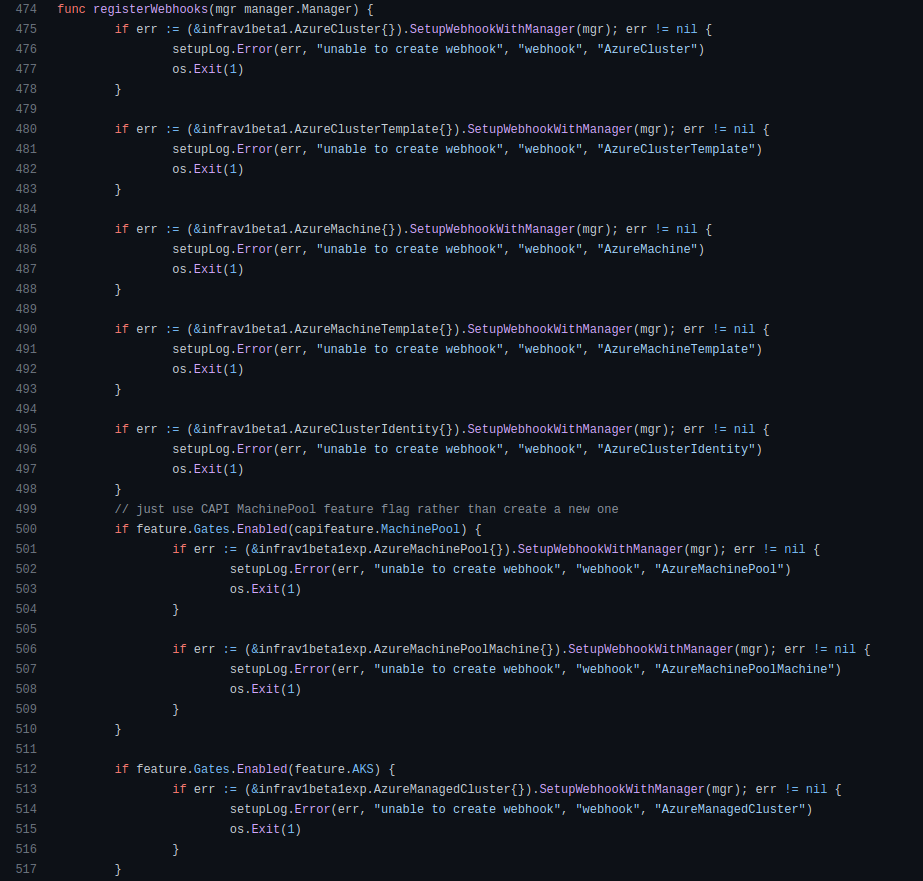 474 func registerWebhooks(mgr manager.Manager) {
475 if err := (&infrav1beta1.AzureCluster{}).SetupWebhookWithManager(mgr); err != nil {
476 setupLog.Error(err, "unable to create webhook", "webhook", "AzureCluster")
477 os.Exit(1)
478 }
479
480 if err := (&infrav1beta1.AzureClusterTemplate{}).SetupWebhookWithManager(mgr); err != nil {
481 setupLog.Error(err, "unable to create webhook", "webhook", "AzureClusterTemplate")
482 os.Exit(1)
483 }
484
485 if err := (&infrav1beta1.AzureMachine{}).SetupWebhookWithManager(mgr); err != nil {
486 setupLog.Error(err, "unable to create webhook", "webhook", "AzureMachine")
487 os.Exit(1)
488 }
489
490 if err := (&infrav1beta1.AzureMachineTemplate{}).SetupWebhookWithManager(mgr); err != nil {
491 setupLog.Error(err, "unable to create webhook", "webhook", "AzureMachineTemplate")
492 os.Exit(1)
493 }
494
495 if err := (&infrav1beta1.AzureClusterIdentity{}).SetupWebhookWithManager(mgr); err != nil {
496 setupLog.Error(err, "unable to create webhook", "webhook", "AzureClusterIdentity")
497 os.Exit(1)
498 }
499 // just use CAPI MachinePool feature flag rather than create a new one
500 if feature.Gates.Enabled(capifeature.MachinePool) {
501 if err := (&infrav1beta1exp.AzureMachinePool{}).SetupWebhookWithManager(mgr); err != nil {
502 setupLog.Error(err, "unable to create webhook", "webhook", "AzureMachinePool")
503 os.Exit(1)
504 }
505
506 if err := (&infrav1beta1exp.AzureMachinePoolMachine{}).SetupWebhookWithManager(mgr); err != nil {
507 setupLog.Error(err, "unable to create webhook", "webhook", "AzureMachinePoolMachine")
508 os.Exit(1)
509 }
510 }
511
512 if feature.Gates.Enabled(feature.AKS) {
513 if err := (&infrav1beta1exp.AzureManagedCluster{}).SetupWebhookWithManager(mgr); err != nil {
514 setupLog.Error(err, "unable to create webhook", "webhook", "AzureManagedCluster")
515 os.Exit(1)
516 }
517 }